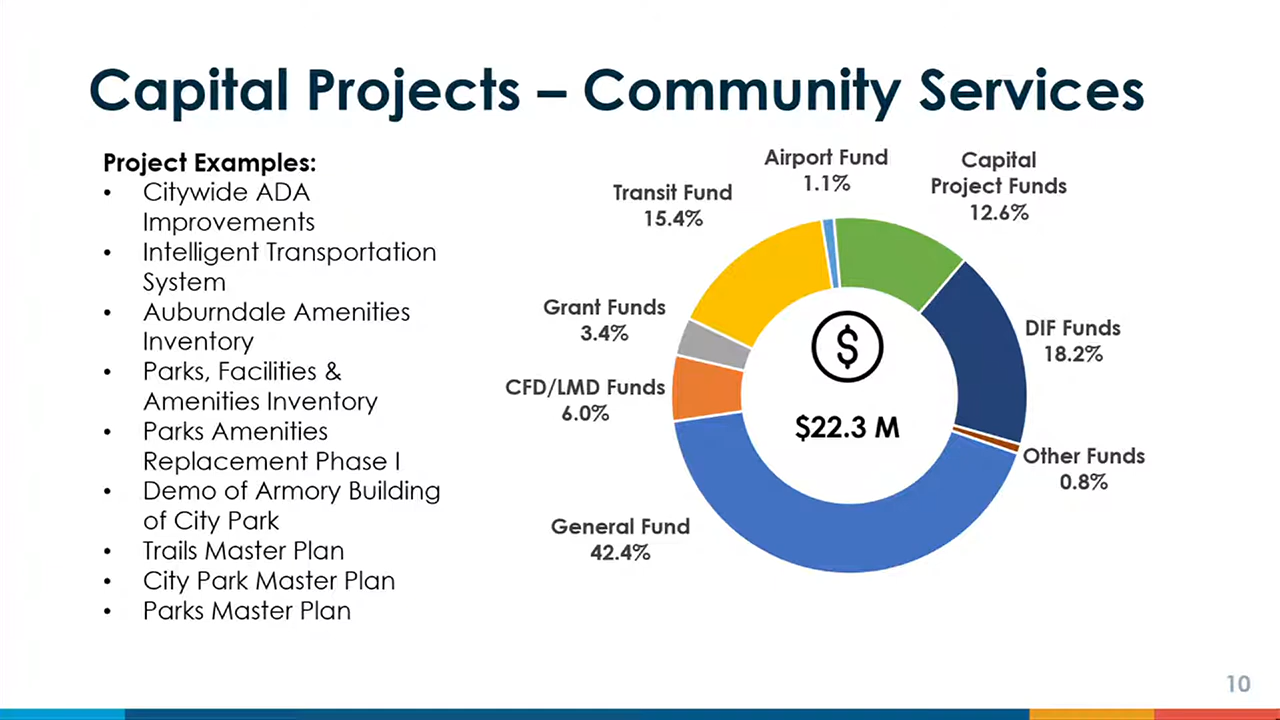 Capital Projects – Community Services
Project Examples:
• Citywide ADA
Improvements
• Intelligent Transportation
System
• Auburndale Amenities
Inventory
• Parks, Facilities &
Amenities Inventory
• Parks Amenities
Replacement Phase I
• Demo of Armory Building
of City Park
• Trails Master Plan
• City Park Master Plan
• Parks Master Plan
Airport Fund
1.1%
Capital
Project Funds
12.6%
Transit Fund
15.4%
Grant Funds
3.4%
DIF Funds
18.2%
CFD/LMD Funds
6.0%
$
$22.3 M
Other Funds
0.8%
General Fund
42.4%
10